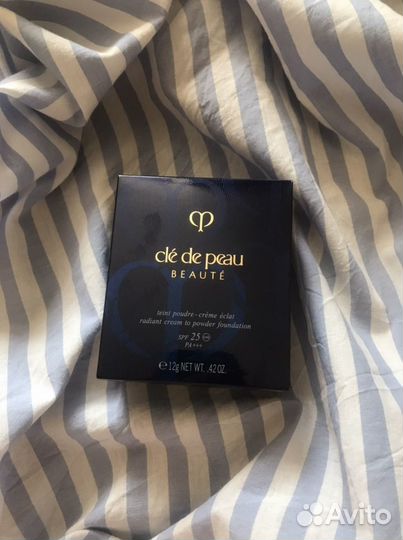 clé de peau
BEAUTÉ
teint poudre-crème éclat
radiant cream to powder foundation
SPF 25
PA+++
℮ 12g NET WT. .42 OZ.
Avito